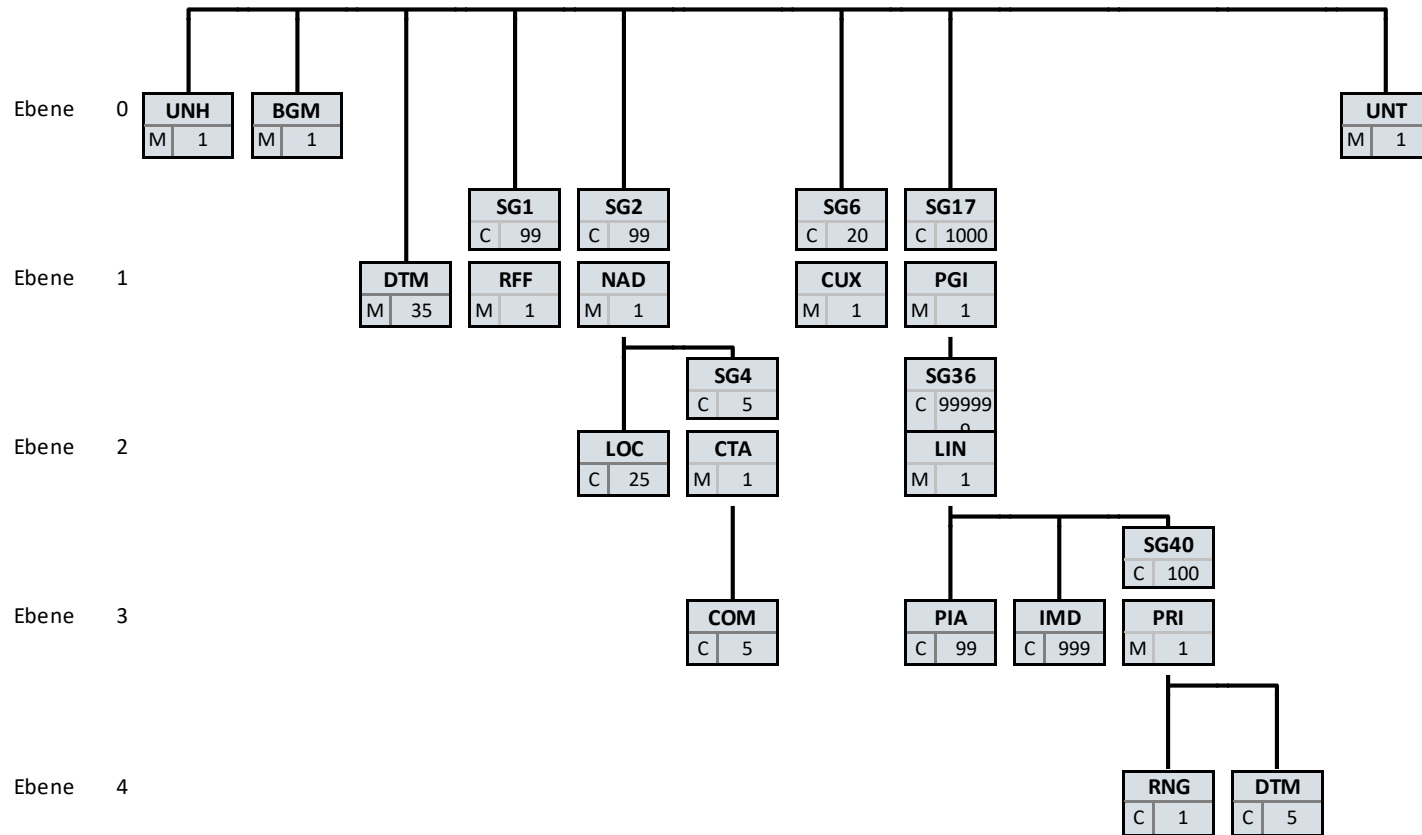 Ebene 0 UNH BGM UNT
M 1 M 1 M 1
SG1 SG2 SG6 SG17
C 99 C 99 C 20 C 1000
Ebene 1 DTM RFF NAD CUX PGI
M 35 M 1 M 1 M 1 M 1
SG4 SG36
C 5 C 99999
Ebene 2 LOC CTA LIN
C 25 M 1 M 1
SG40
C 100
Ebene 3 COM PIA IMD PRI
C 5 C 99 C 999 M 1
Ebene 4 RNG DTM
C 1 C 5